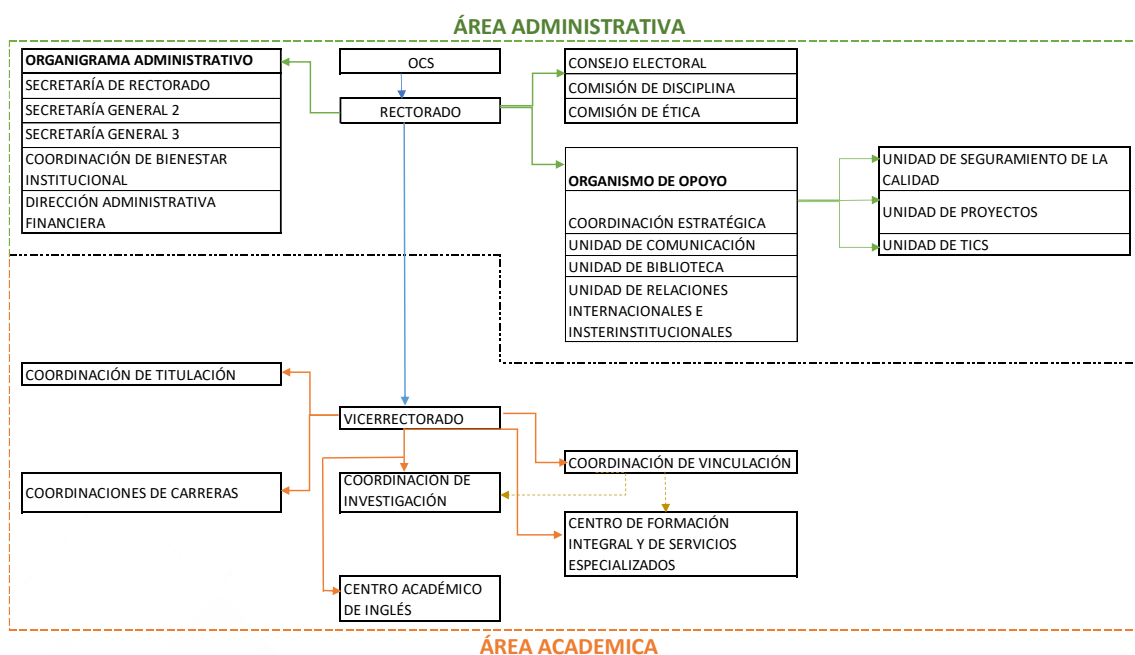 ÁREA ADMINISTRATIVA
ORGANIGRAMA ADMINISTRATIVO
SECRETARÍA DE RECTORADO
SECRETARÍA GENERAL 2
SECRETARÍA GENERAL 3
COORDINACIÓN DE BIENESTAR
INSTITUCIONAL
DIRECCIÓN ADMINISTRATIVA
FINANCIERA
OCS
RECTORADO
CONSEJO ELECTORAL
COMISIÓN DE DISCIPLINA
COMISIÓN DE ÉTICA
ORGANISMO DE OPOYO
COORDINACIÓN ESTRATÉGICA
UNIDAD DE COMUNICACIÓN
UNIDAD DE BIBLIOTECA
UNIDAD DE RELACIONES
INTERNACIONALES E
INSTERINSTITUCIONALES
UNIDAD DE SEGURAMIENTO DE LA
CALIDAD
UNIDAD DE PROYECTOS
UNIDAD DE TICS
COORDINACIÓN DE TITULACIÓN
VICERRECTORADO
COORDINACIONES DE CARRERAS
COORDINACIÓN DE
INVESTIGACIÓN
COORDINACIÓN DE VINCULACIÓN
CENTRO DE FORMACIÓN
INTEGRAL Y DE SERVICIOS
ESPECIALIZADOS
CENTRO ACADÉMICO
DE INGLÉS
ÁREA ACADEMICA